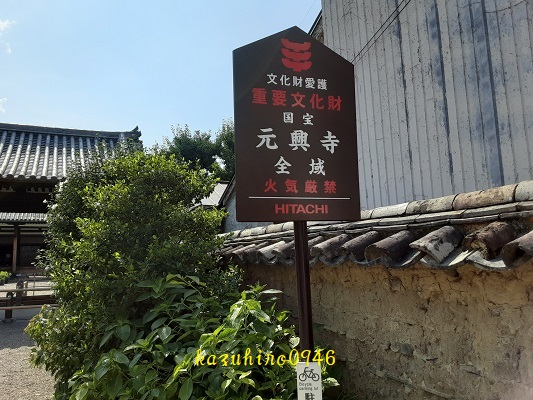 文化財愛護
重要文化財
国宝
元興寺
全域
火気厳禁
HITACHI
kazuhiro0946